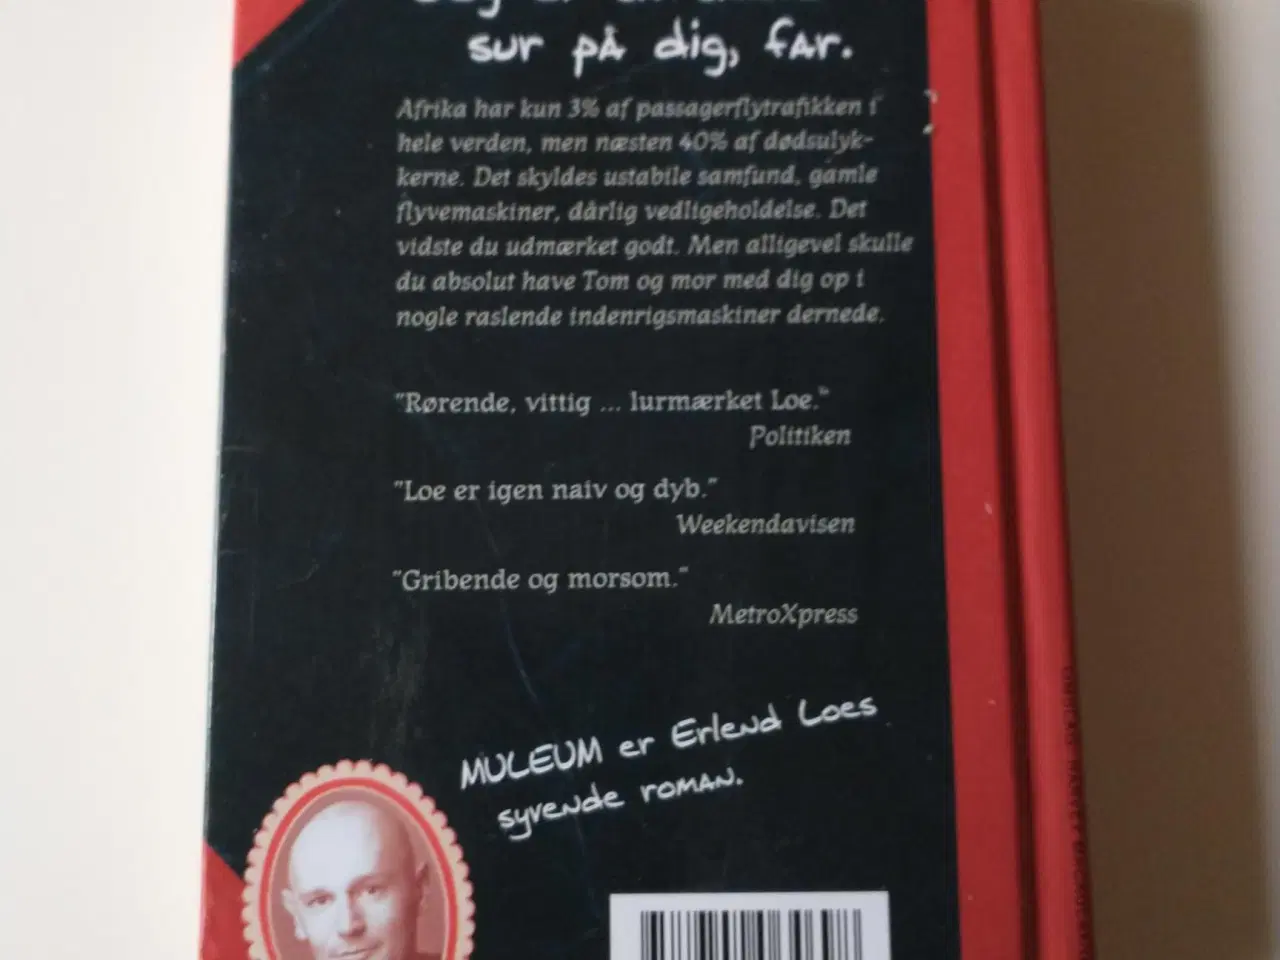 sur på dig, far.
Afrika har kun 3% af passagerflytrafikken i
hele verden, men næsten 40% af dødsulyk-
kerne. Det skyldes ustabile samfund, gamle
flyvemaskiner, dårlig vedligeholdelse. Det
vidste du udmærket godt. Men alligevel skulle
du absolut have Tom og mor med dig op i
nogle raslende indenrigsmaskiner dernede.
"Rørende, vittig ... lurmærket Loe."
Politiken
"Loe er igen naiv og dyb."
Weekendavisen
"Gribende og morsom."
MetroXpress
MULEUM er Erlend Loes
syvende roman.